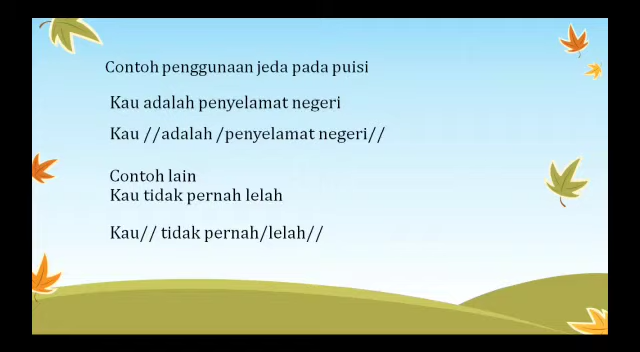 Contoh penggunaan jeda pada puisi
Kau adalah penyelamat negeri
Kau //adalah /penyelamat negeri//
Contoh lain
Kau tidak pernah lelah
Kau// tidak pernah/lelah//